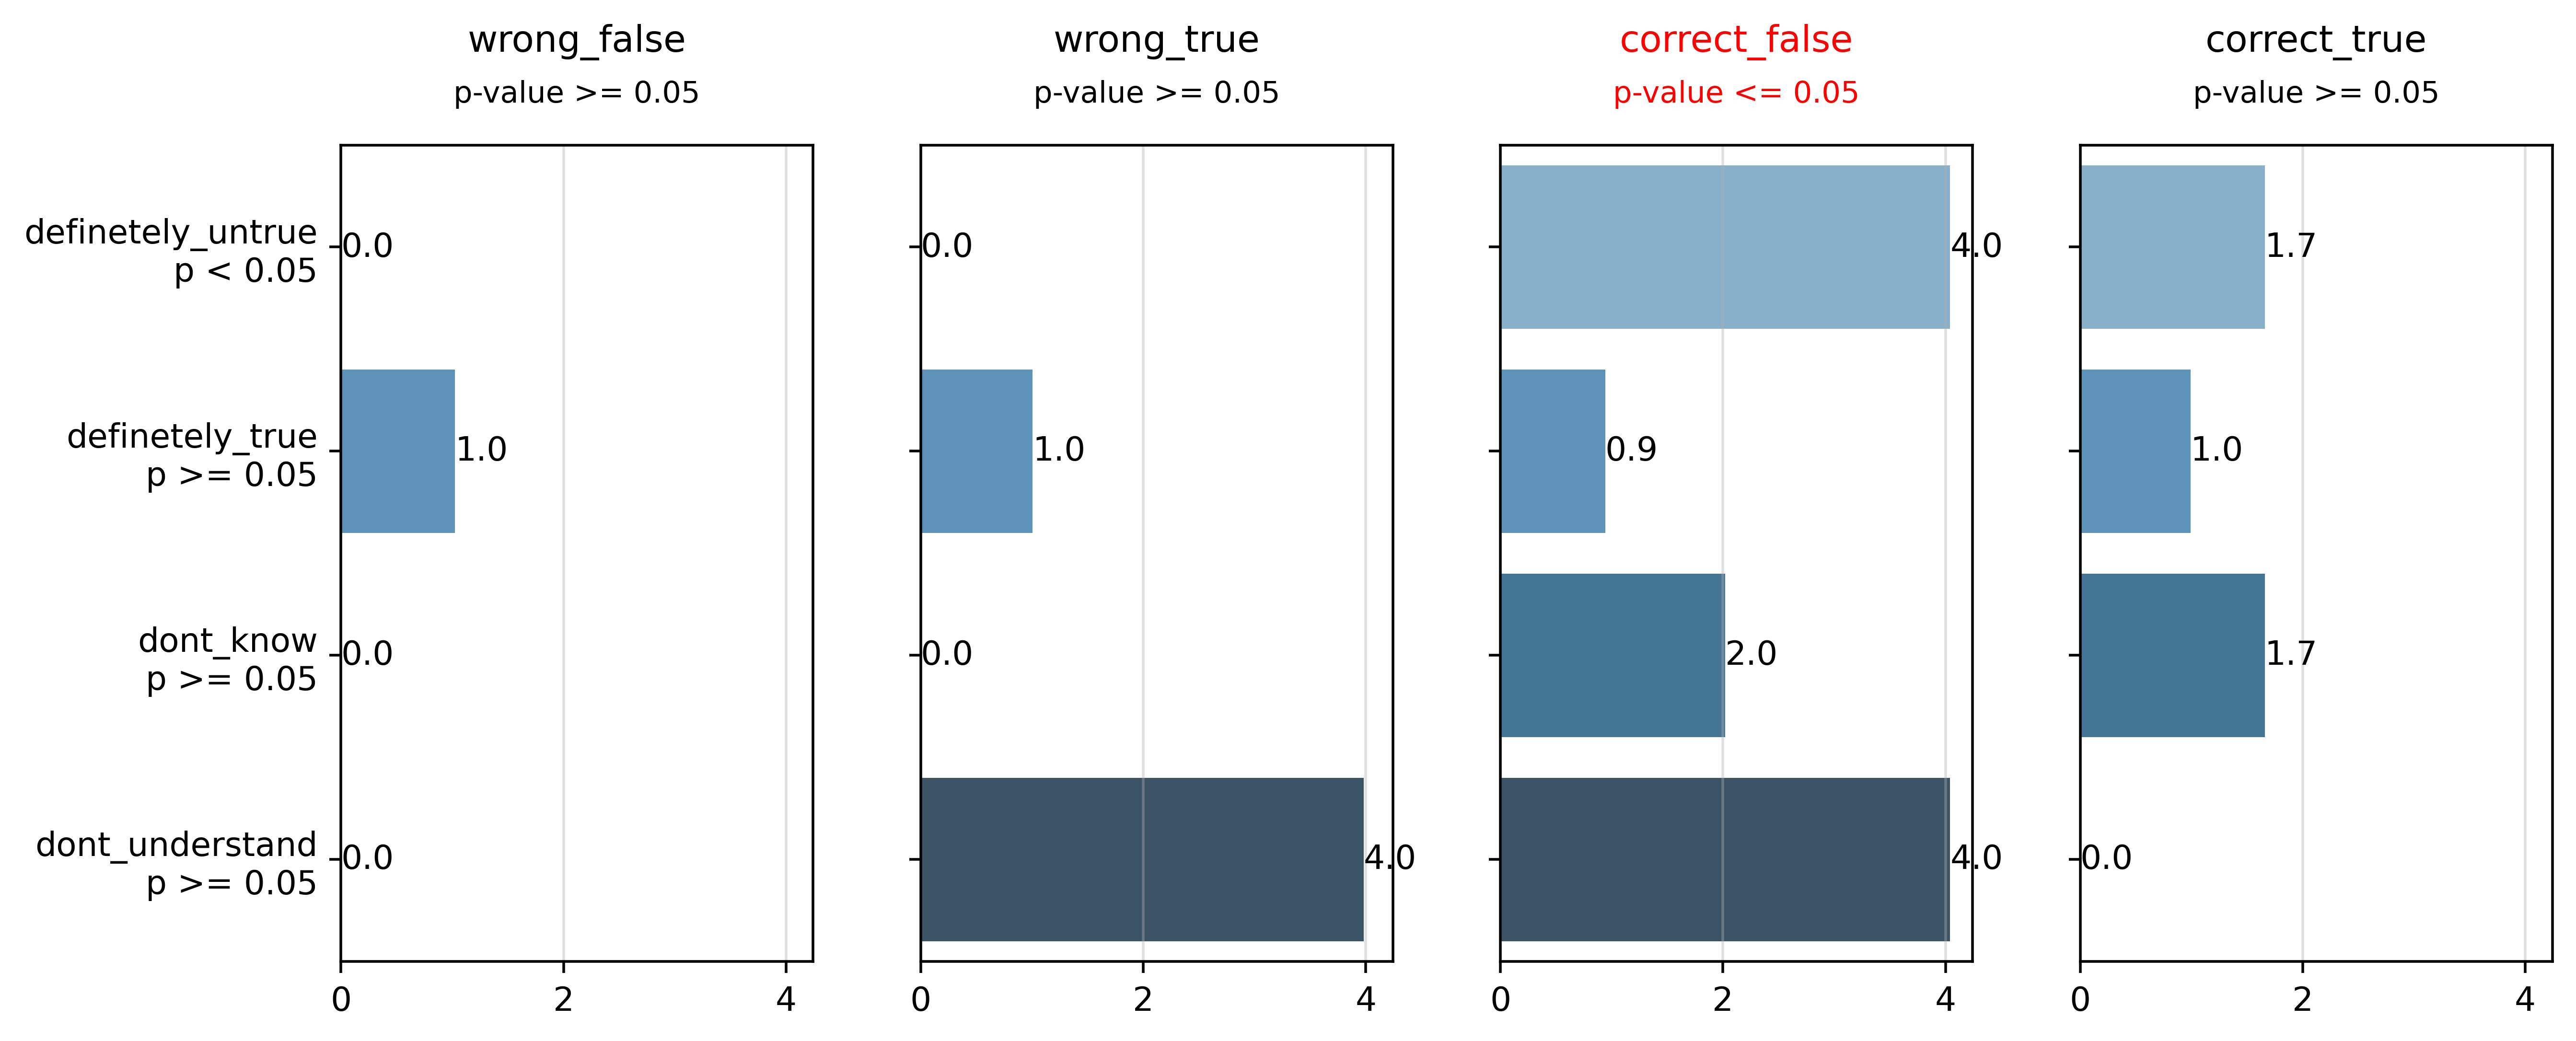 wrong_false
p-value >= 0.05
wrong_true
p-value >= 0.05
correct_false
p-value <= 0.05
correct_true
p-value >= 0.05
definetely_untrue
p < 0.05
definetely_true
p >= 0.05
dont_know
p >= 0.05
dont_understand
p >= 0.05
0.0
1.0
0.0
0.0
0 2 4
0.0
1.0
0.0
4.0
0 2 4
4.0
0.9
2.0
4.0
0 2 4
1.7
1.0
1.7
0.0
0 2 4